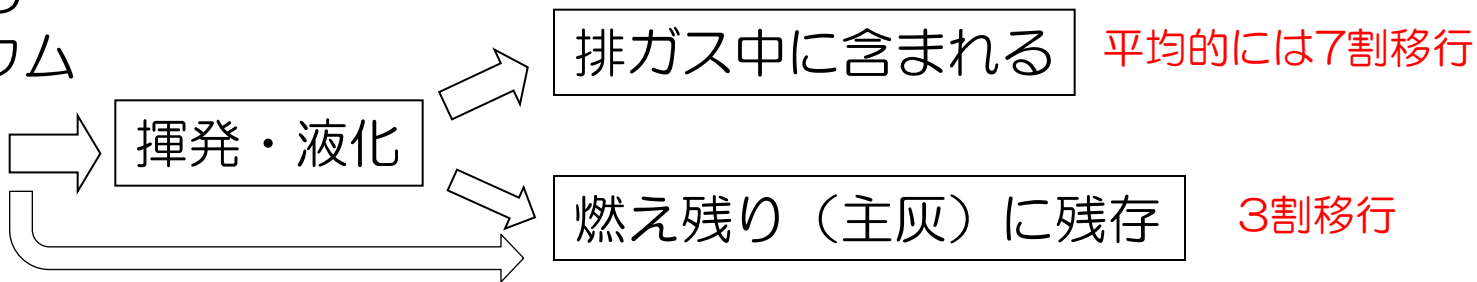 ウム
揮発・液化
排ガス中に含まれる
平均的には7割移行
燃え残り（主灰）に残存
3割移行